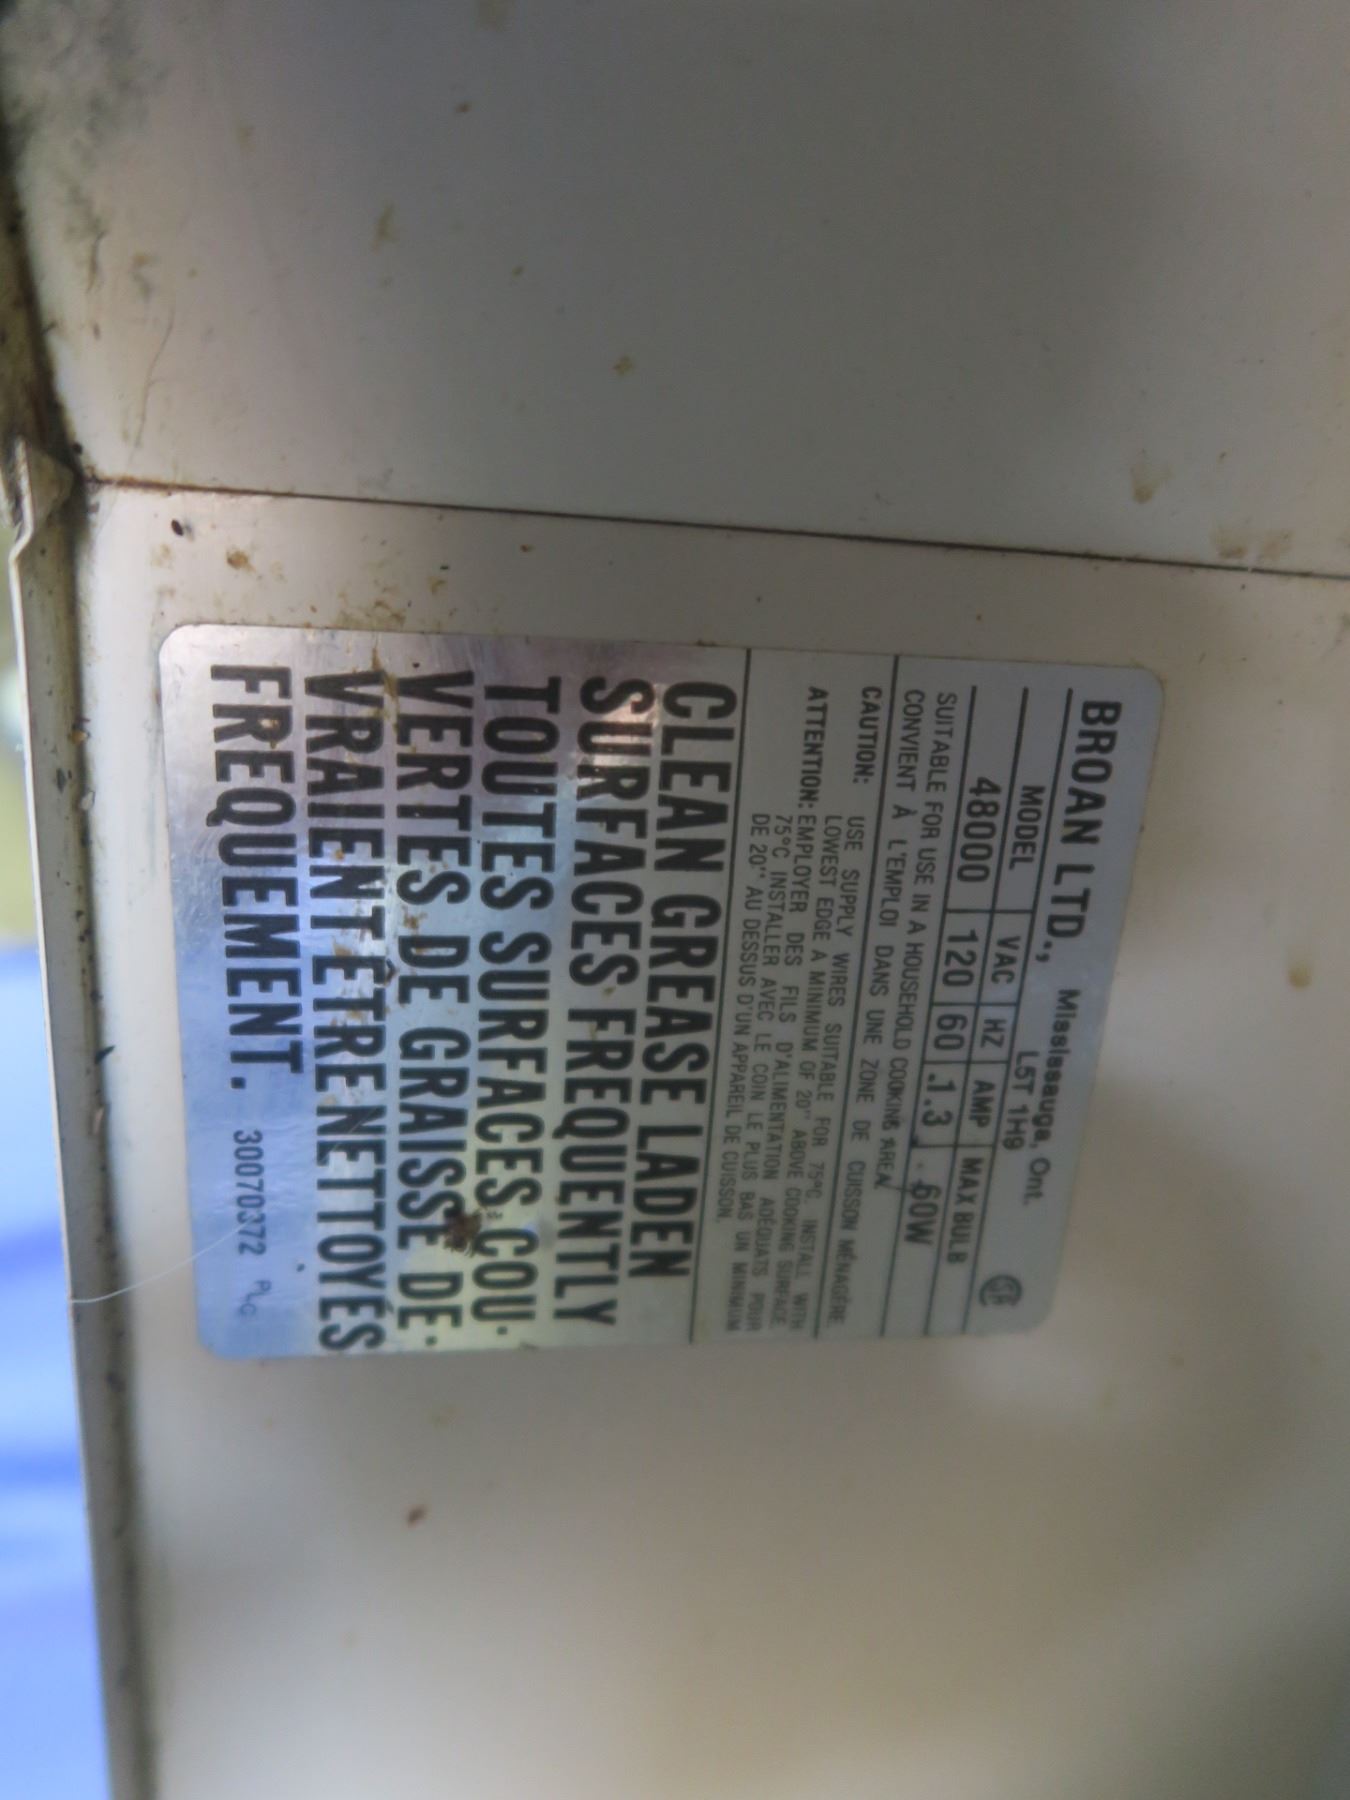 BROAN LTD., Mississauga, Ont.
L5T 1H9
MODEL VAC HZ AMP MAX BULB
48000 120 60 .1.3. 60W
SUITABLE FOR USE IN A HOUSEHOLD COOKING AREA.
CONVIENT À L'EMPLOI DANS UNE ZONE DE CUISSON MÉNAGÈRE.
CAUTION: USE SUPPLY WIRES SUITABLE FOR 75°C. INSTALL WITH
LOWEST EDGE A MINIMUM OF 20" ABOVE COOKING SURFACE.
ATTENTION: EMPLOYER DES FILS D'ALIMENTATION ADÉQUATS POUR
75°C INSTALLER AVEC LE COIN LE PLUS BAS UN MINIMUM
DE 20" AU DESSUS D'UN APPAREIL DE CUISSON.
CLEAN GREASE LADEN
SURFACES FREQUENTLY
TOUTES SURFACES COU-
VERTES DE GRAISSE DE-
VRAIENT ÊTRE NETTOYÉS
FREQUEMENT. 30070372 PLG